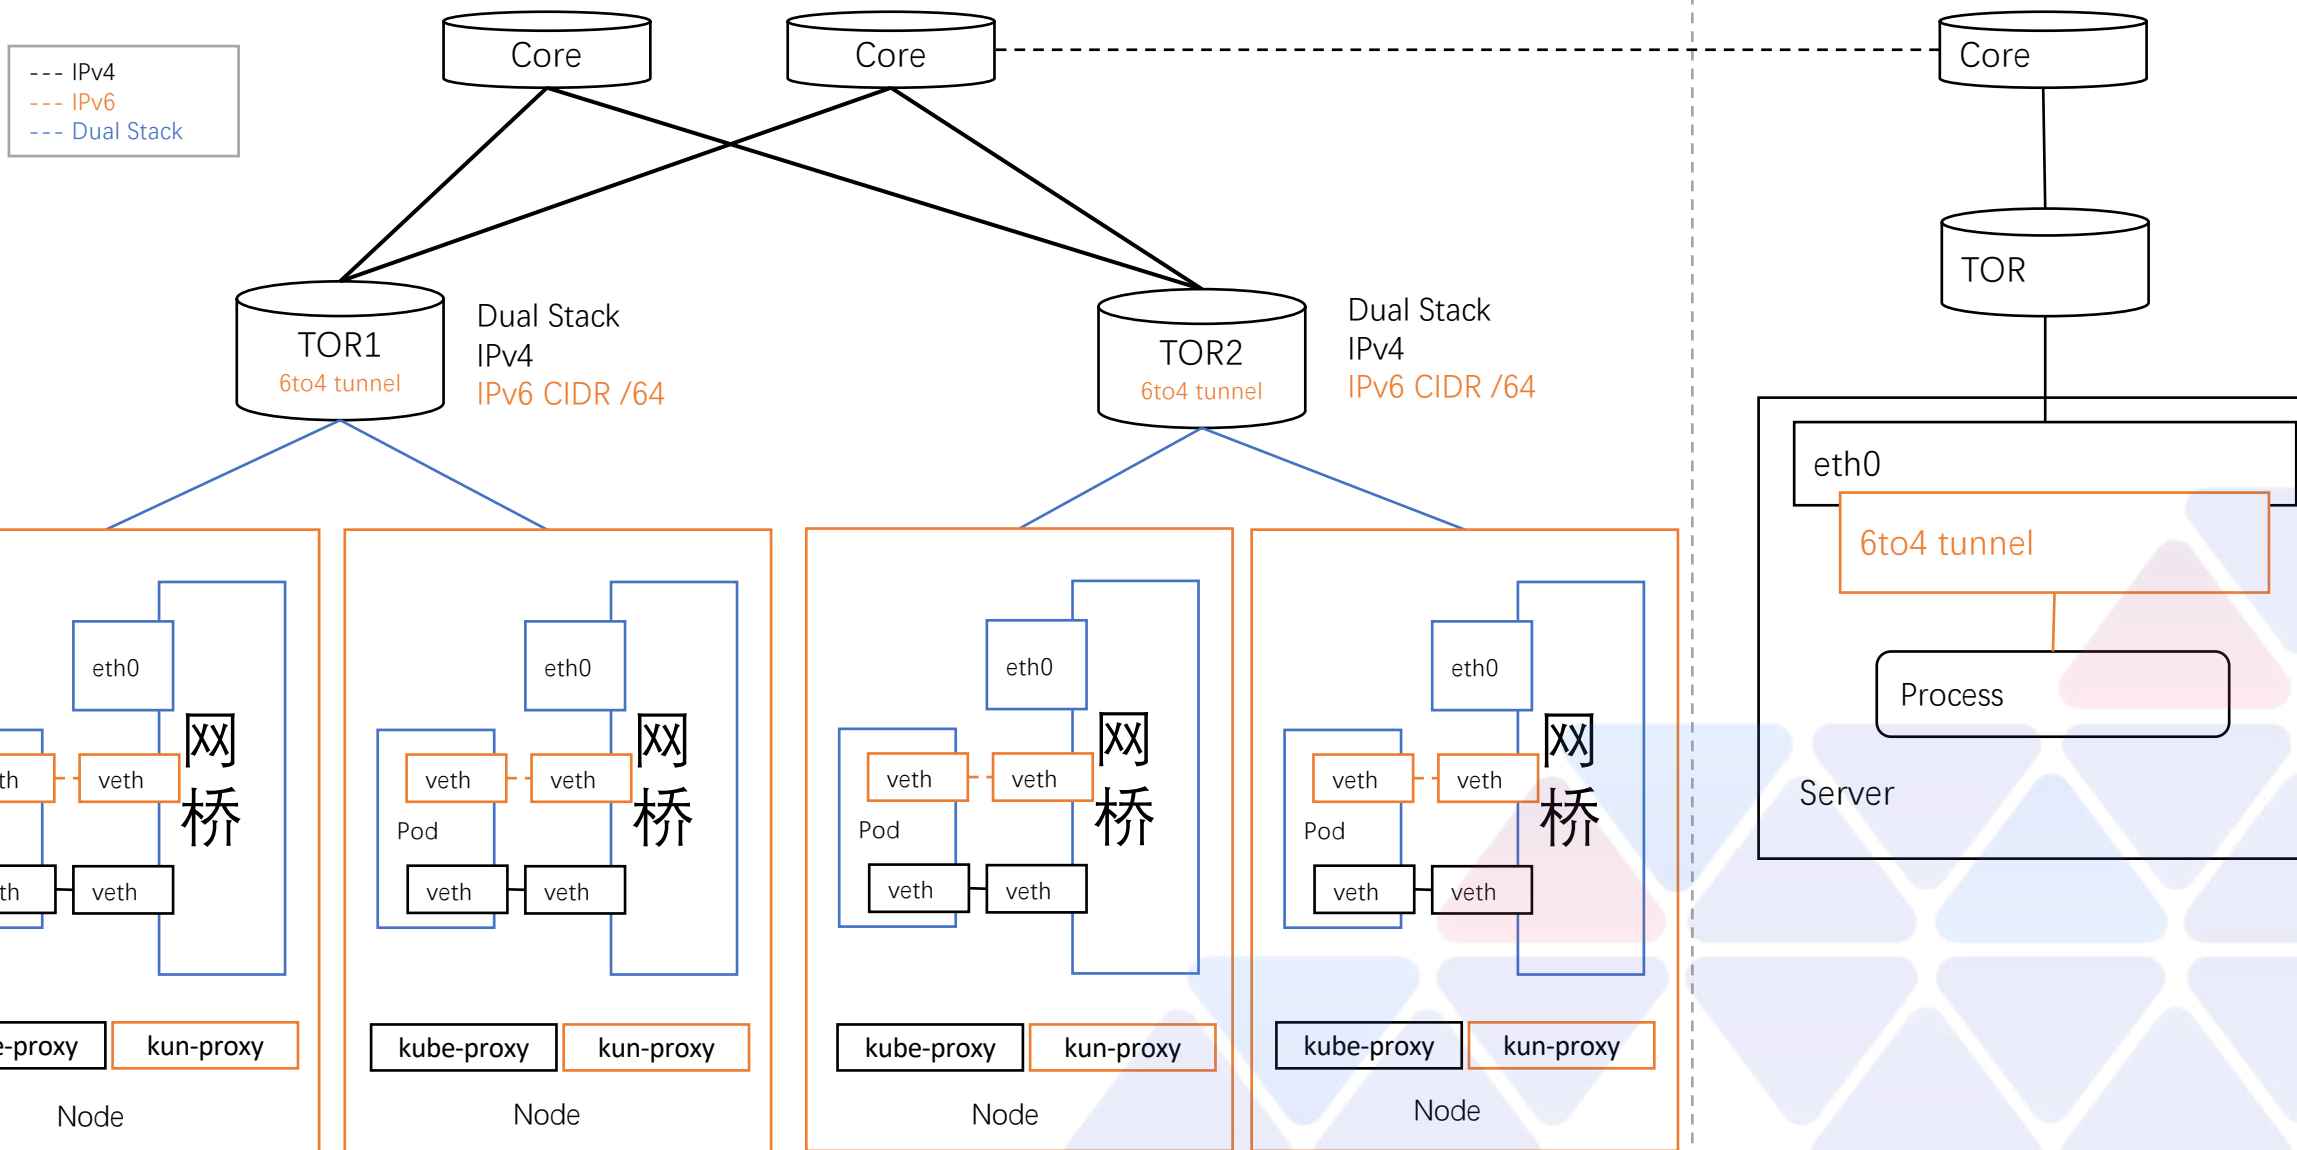 Core
Core
Core
--- IPv4
--- IPv6
--- Dual Stack
TOR
TOR1
6to4 tunnel
Dual Stack
IPv4
IPv6 CIDR /64
TOR2
6to4 tunnel
Dual Stack
IPv4
IPv6 CIDR /64
eth0
6to4 tunnel
Process
Server
eth0
网
桥
th
veth
th
veth
e-proxy
kun-proxy
Node
eth0
网
桥
veth
veth
Pod
veth
veth
kube-proxy
kun-proxy
Node
eth0
网
桥
veth
veth
Pod
veth
veth
kube-proxy
kun-proxy
Node
eth0
网
桥
veth
veth
Pod
veth
veth
kube-proxy
kun-proxy
Node